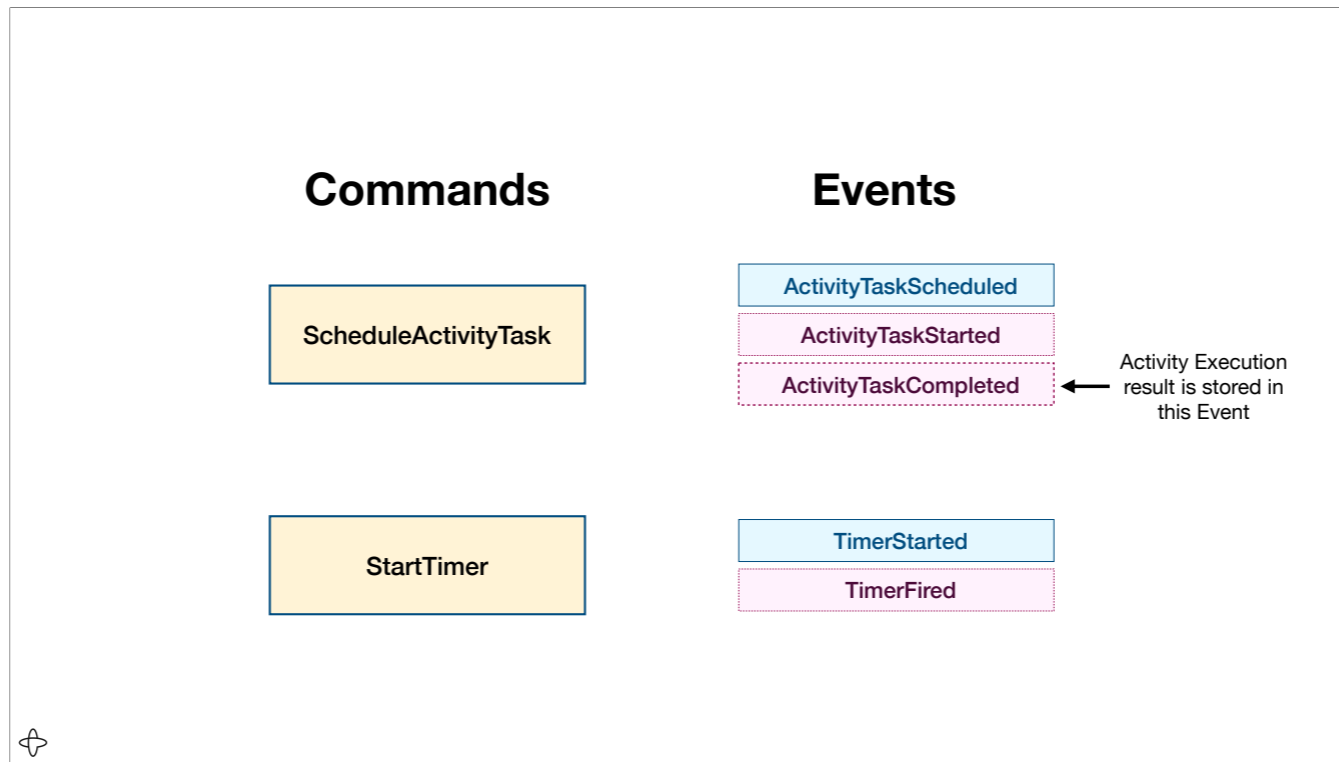 Commands
Events
ScheduleActivityTask
ActivityTaskScheduled
ActivityTaskStarted
ActivityTaskCompleted
Activity Execution
result is stored in
this Event
StartTimer
TimerStarted
TimerFired